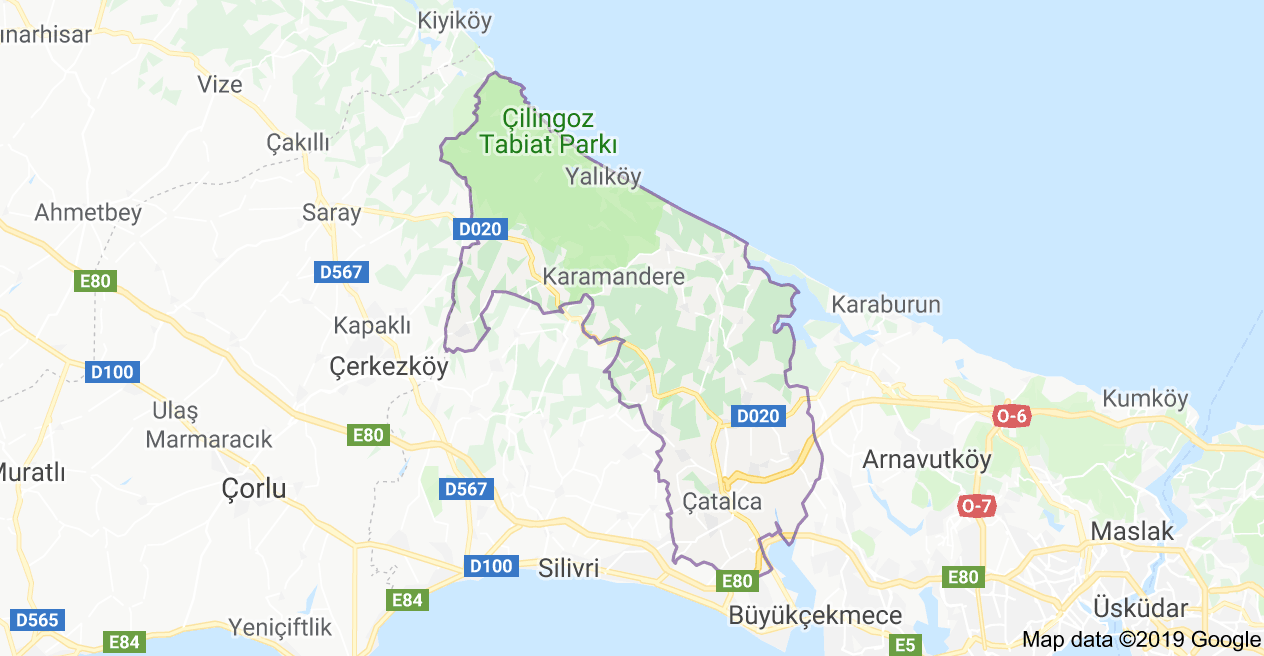 Kiyiköy
ınarhisar
Vize
Çilingoz
Tabiat Parkı
Çakıllı
Yalıköy
Ahmetbey
Saray
D020
D567
E80
Karamandere
Karaburun
Kapaklı
Çerkezköy
D100
Kumköy
Ulaş
D020
O-6
Marmaracık
E80
Arnavutköy
Muratlı
Çorlu
D567
Çatalca
O-7
Maslak
D100
Silivri
E80
E80
E84
Üsküdar
Büyükçekmece
D565
Yeniçiftlik
E84
E5
Map data ©2019 Google